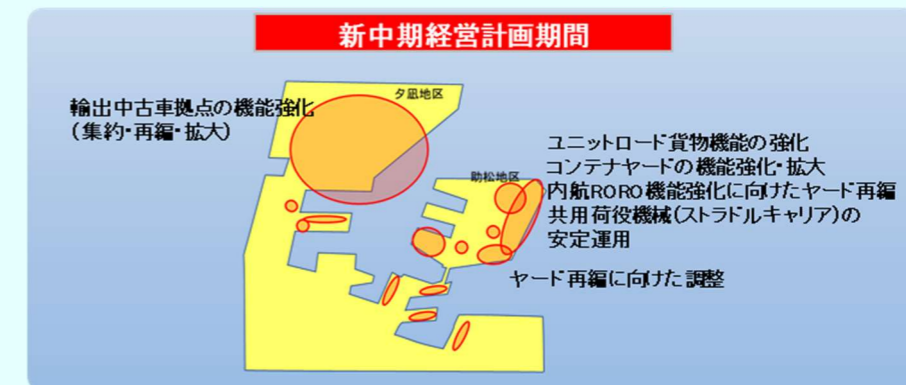 新中期経営計画期間
夕凪地区
輸出中古車拠点の機能強化
(集約・再編・拡大)
助松地区
ユニットロード貨物機能の強化
コンテナヤードの機能強化・拡大
内航RORO機能強化に向けたヤード再編
共用荷役機械(ストラドルキャリア)の
安定運用
ヤード再編に向けた調整